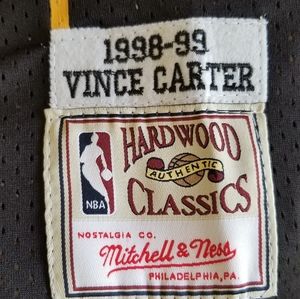 1998-99
VINCE CARTER
HARDWOOD
AUTHENTIC
CLASSICS
NBA
NOSTALGIA CO.
Mitchell & Ness
PHILADELPHIA, PA.